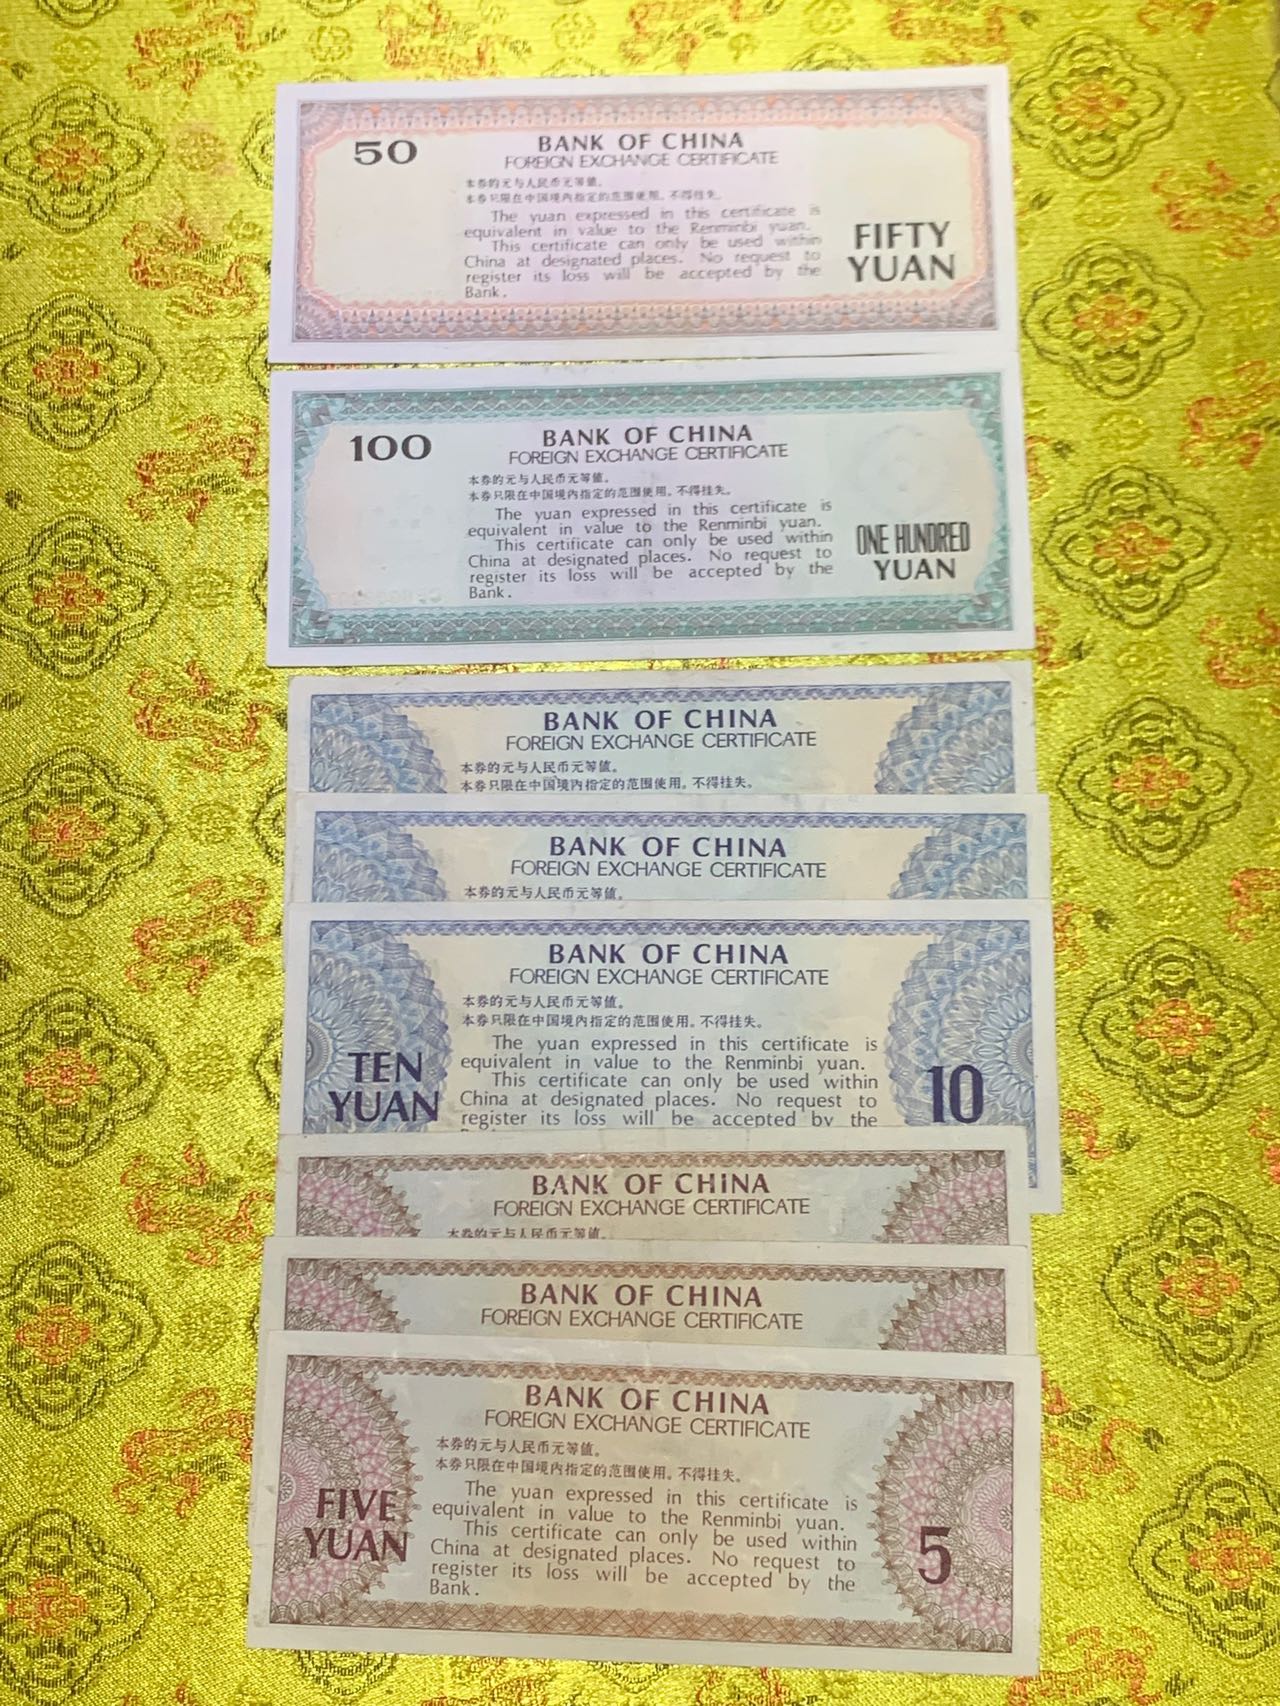 50
BANK OF CHINA
FOREIGN EXCHANGE CERTIFICATE
本券的元与人民币元等值。
本券只限在中国境内指定的范围使用。不得挂失。
The yuan expressed in this certificate is
equivalent in value to the Renminbi yuan.
This certificate can only be used within
China at designated places. No request to
register its loss will be accepted by the
Bank.
FIFTY
YUAN
100
BANK OF CHINA
FOREIGN EXCHANGE CERTIFICATE
本券的元与人民币元等值。
本券只限在中国境内指定的范围使用。不得挂失。
The yuan expressed in this certificate is
equivalent in value to the Renminbi yuan.
This certificate can only be used within
China at designated places. No request to
register its loss will be accepted by the
Bank.
ONE HUNDRED
YUAN
BANK OF CHINA
FOREIGN EXCHANGE CERTIFICATE
本券的元与人民币元等值。
本券只限在中国境内指定的范围使用。不得挂失。
BANK OF CHINA
FOREIGN EXCHANGE CERTIFICATE
本券的元与人民币元等值。
BANK OF CHINA
FOREIGN EXCHANGE CERTIFICATE
本券的元与人民币元等值。
本券只限在中国境内指定的范围使用。不得挂失。
The yuan expressed in this certificate is
equivalent in value to the Renminbi yuan.
This certificate can only be used within
China at designated places. No request to
register its loss will be accepted by the
TEN
YUAN
10
BANK OF CHINA
FOREIGN EXCHANGE CERTIFICATE
本券的元与人民币元等值。
BANK OF CHINA
FOREIGN EXCHANGE CERTIFICATE
BANK OF CHINA
FOREIGN EXCHANGE CERTIFICATE
本券的元与人民币元等值。
本券只限在中国境内指定的范围使用。不得挂失。
The yuan expressed in this certificate is
equivalent in value to the Renminbi yuan.
This certificate can only be used within
China at designated places. No request to
register its loss will be accepted by the
Bank.
FIVE
YUAN
5